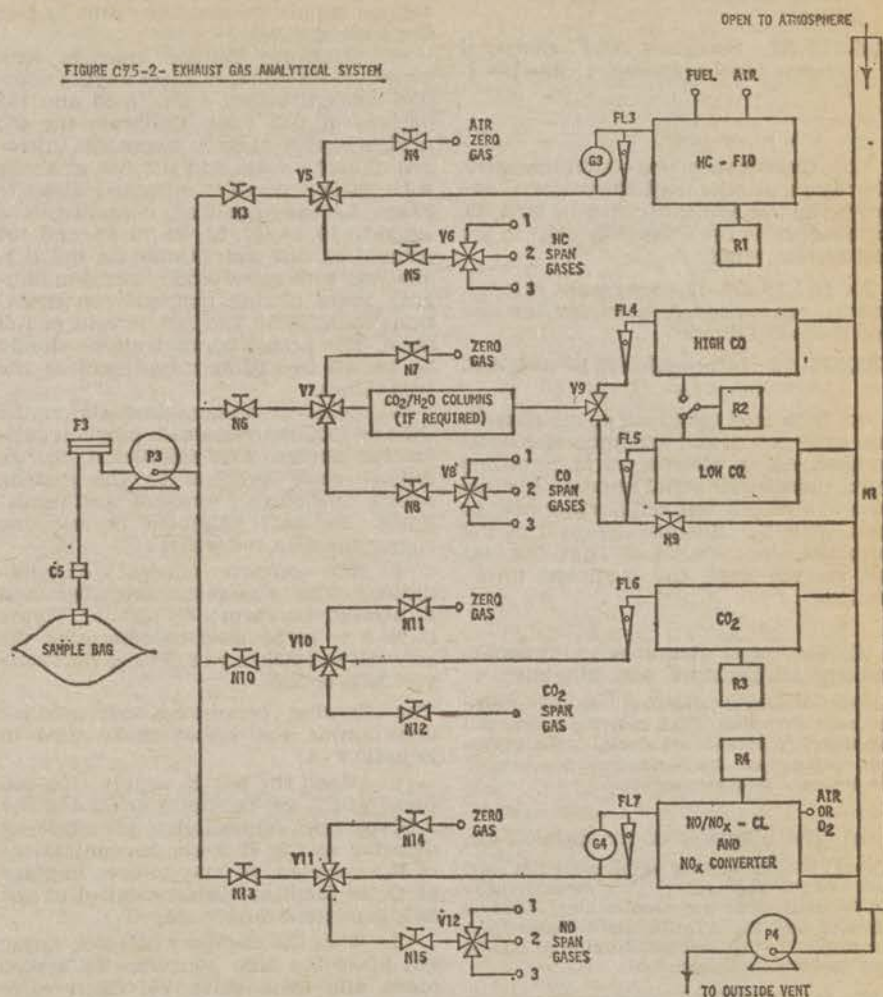 OPEN TO ATMOSPHERE
FIGURE C75-2- EXHAUST GAS ANALYTICAL SYSTEM
FUEL AIR
AIR
ZERO
GAS
N4
FL3
G3
HC - FID
V5
N3
R1
V6
N5
1
2
3
HC
SPAN
GASES
N7
ZERO
GAS
FL4
HIGH CO
V7
N6
CO2/H2O COLUMNS
(IF REQUIRED)
V9
R2
F3
P3
FL5
LOW CO
V8
N8
1
2
3
CO
SPAN
GASES
N9
M1
C5
SAMPLE BAG
N11
ZERO
GAS
FL6
CO2
V10
N10
R3
N12
CO2
SPAN
GAS
R4
N14
ZERO
GAS
FL7
G4
NO/NOX - CL
AND
NOX CONVERTER
AIR
OR
O2
V11
N13
V12
N15
1
2
3
NO
SPAN
GASES
P4
TO OUTSIDE VENT